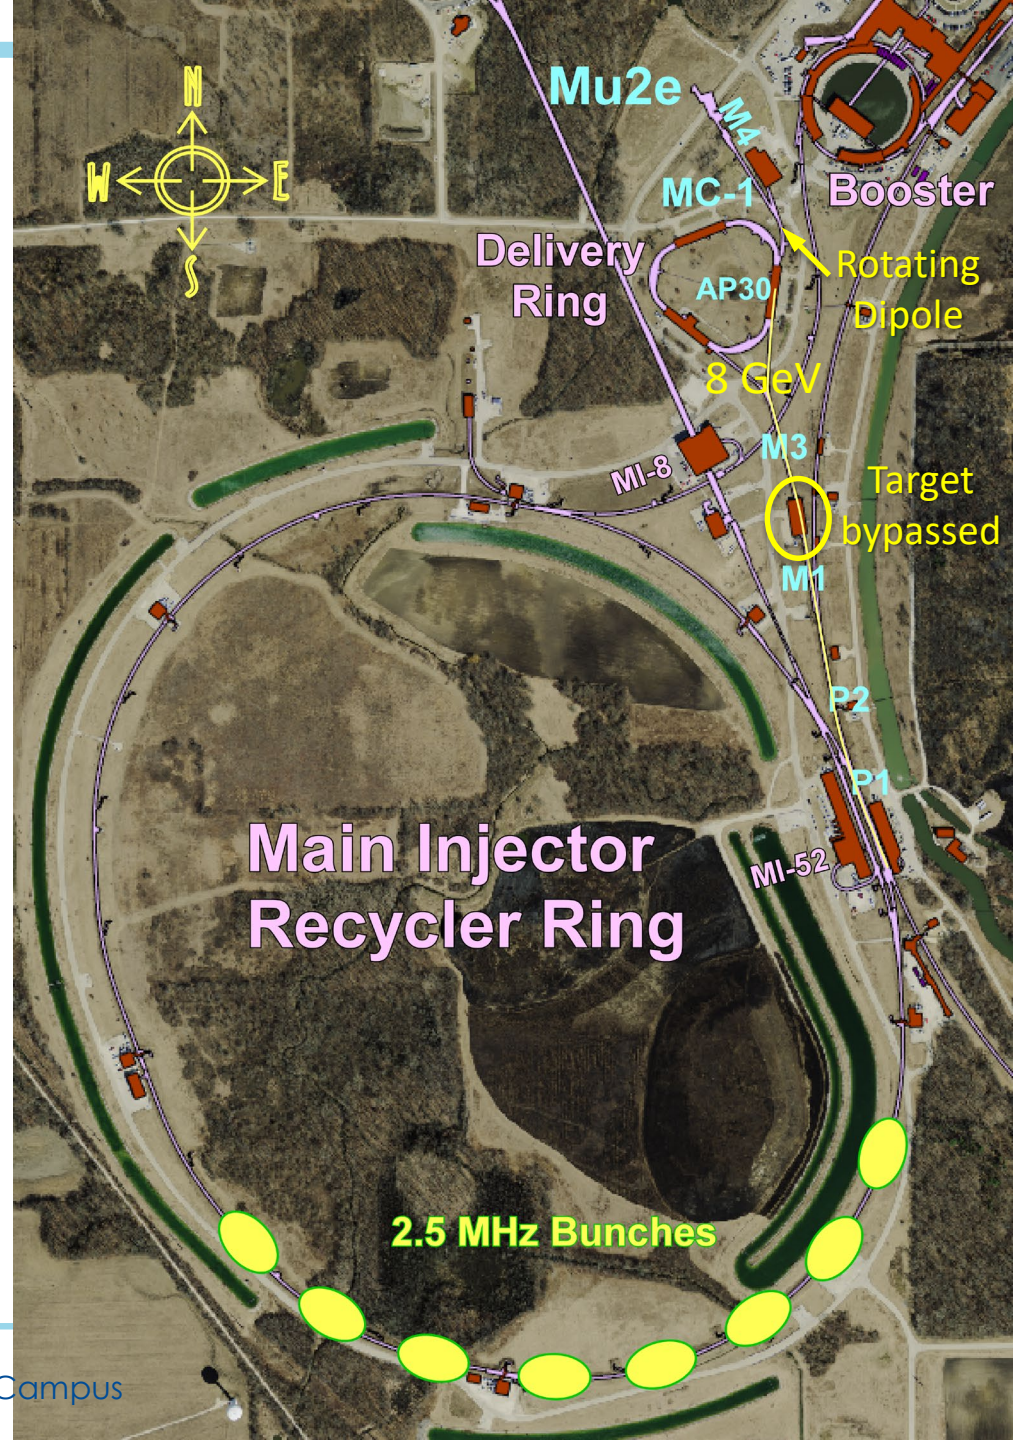 N
W
E
S
Mu2e
M4
MC-1
Booster
Delivery
Ring
AP30
Rotating
Dipole
8 GeV
M3
MI-8
Target
bypassed
M1
P2
P1
MI-52
Main Injector
Recycler Ring
2.5 MHz Bunches
Campus